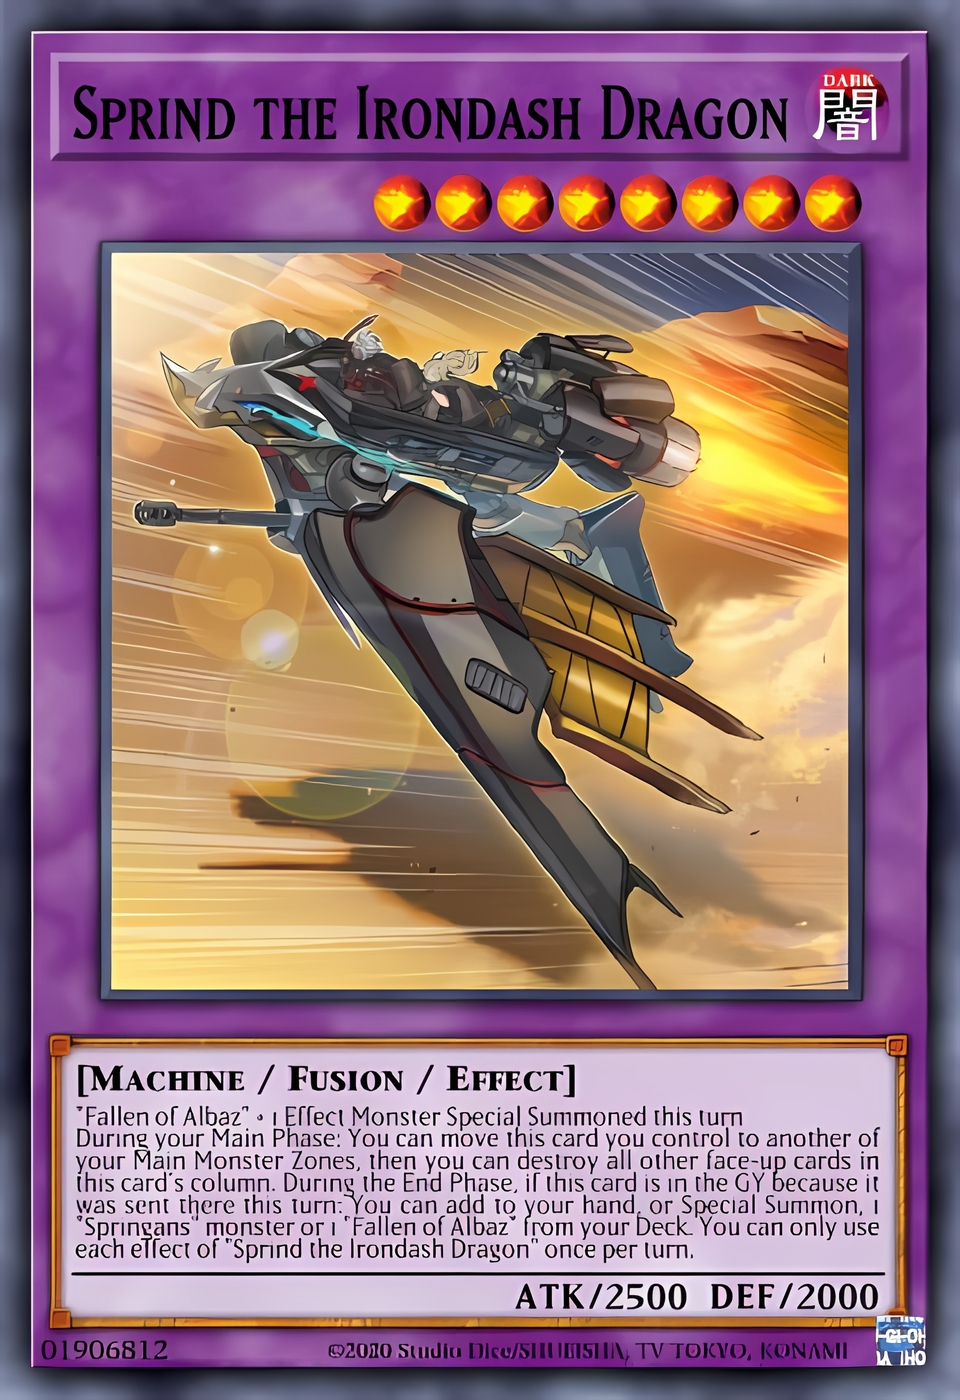 Sprind the Irondash Dragon
DARK
闇
[Machine / Fusion / Effect]
"Fallen of Albaz" + 1 Effect Monster Special Summoned this turn
During your Main Phase: You can move this card you control to another of
your Main Monster Zones, then you can destroy all other face-up cards in
this card's column. During the End Phase, if this card is in the GY because it
was sent there this turn: You can add to your hand, or Special Summon, 1
"Springans" monster or 1 "Fallen of Albaz" from your Deck. You can only use
each effect of "Sprind the Irondash Dragon" once per turn.
ATK/2500 DEF/2000
01906812
©2020 Studio Dice/SHUEISHA, TV TOKYO, KONAMI